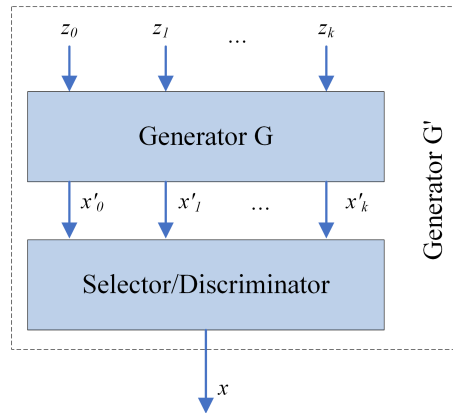 z0 z1 ... zk
Generator G
x'0 x'1 ... x'k
Selector/Discriminator
x
Generator G'